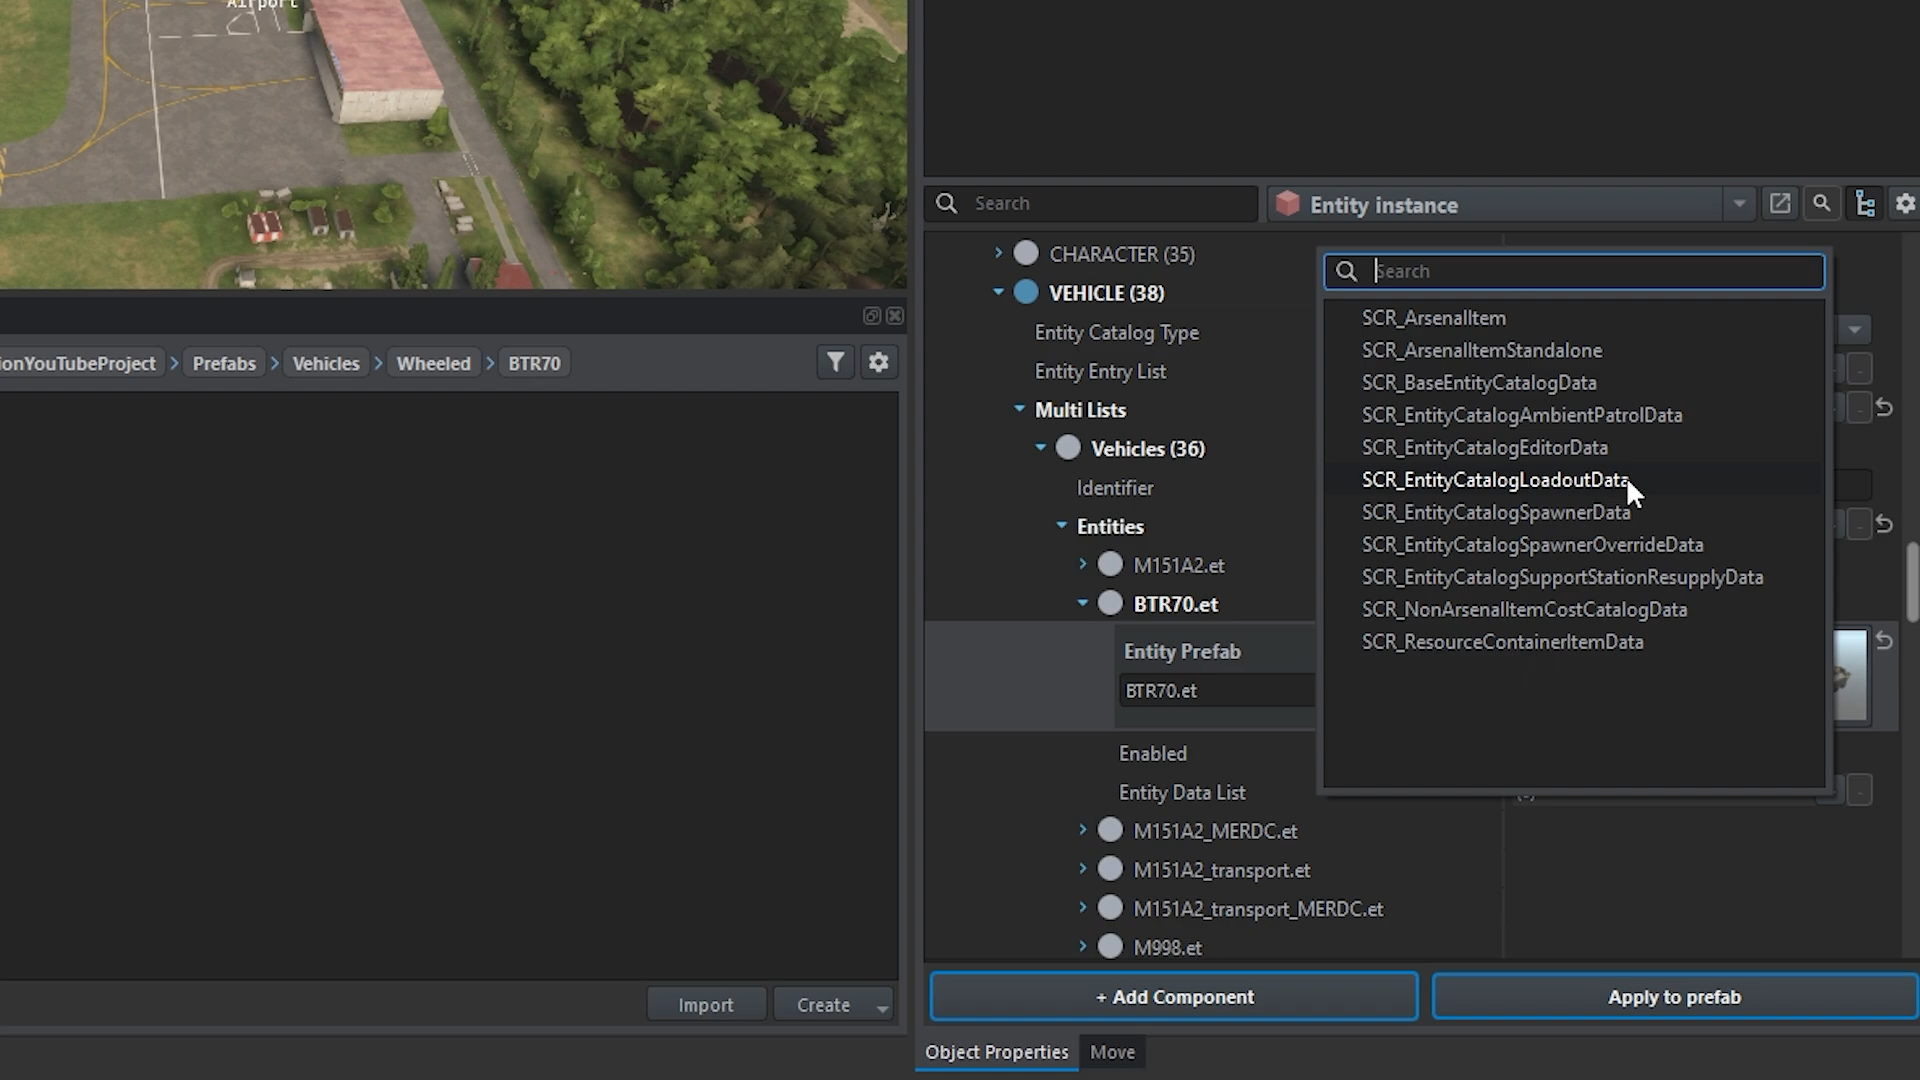 Airport
Search
Entity instance
CHARACTER (35)
VEHICLE (38)
Entity Catalog Type
Entity Entry List
Multi Lists
Vehicles (36)
Identifier
Entities
M151A2.et
BTR70.et
Entity Prefab
BTR70.et
Enabled
Entity Data List
M151A2_MERDC.et
M151A2_transport.et
M151A2_transport_MERDC.et
M998.et
Search
SCR_ArsenalItem
SCR_ArsenalItemStandalone
SCR_BaseEntityCatalogData
SCR_EntityCatalogAmbientPatrolData
SCR_EntityCatalogEditorData
SCR_EntityCatalogLoadoutData
SCR_EntityCatalogSpawnerData
SCR_EntityCatalogSpawnerOverrideData
SCR_EntityCatalogSupportStationResupplyData
SCR_NonArsenalItemCostCatalogData
SCR_ResourceContainerItemData
ionYouTubeProject > Prefabs > Vehicles > Wheeled > BTR70
Import
Create
+ Add Component
Apply to prefab
Object Properties
Move